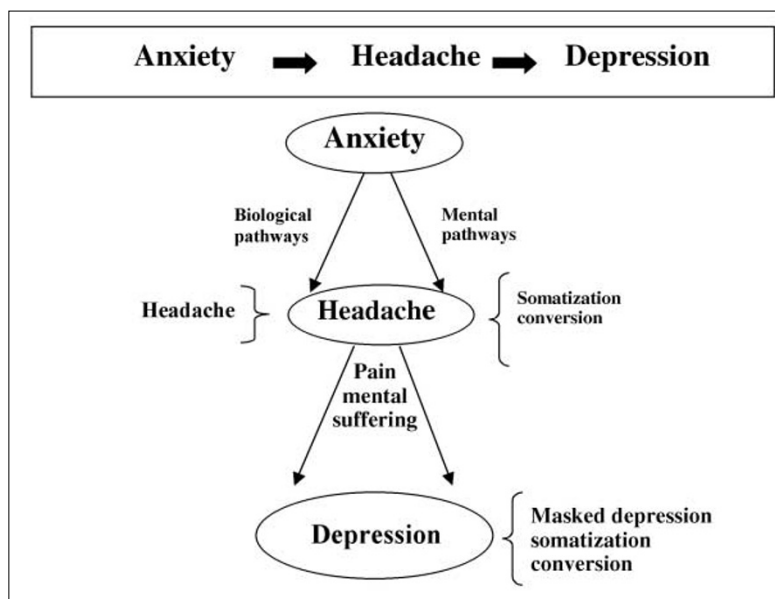 Anxiety Headache Depression
Anxiety
Biological
pathways
Mental
pathways
Headache
Headache
Somatization
conversion
Pain
mental
suffering
Depression
Masked depression
somatization
conversion